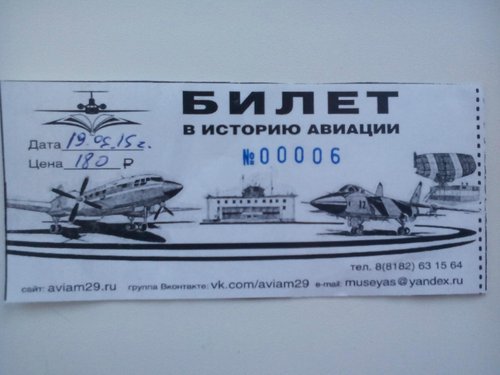 БИЛЕТ
В ИСТОРИЮ АВИАЦИИ
Дата 19.05.15г.
Цена 180 ₽
№00006
тел. 8(8182) 63 15 64
сайт: aviam29.ru группа Вконтакте: vk.com/aviam29 e-mail: museyas@yandex.ru